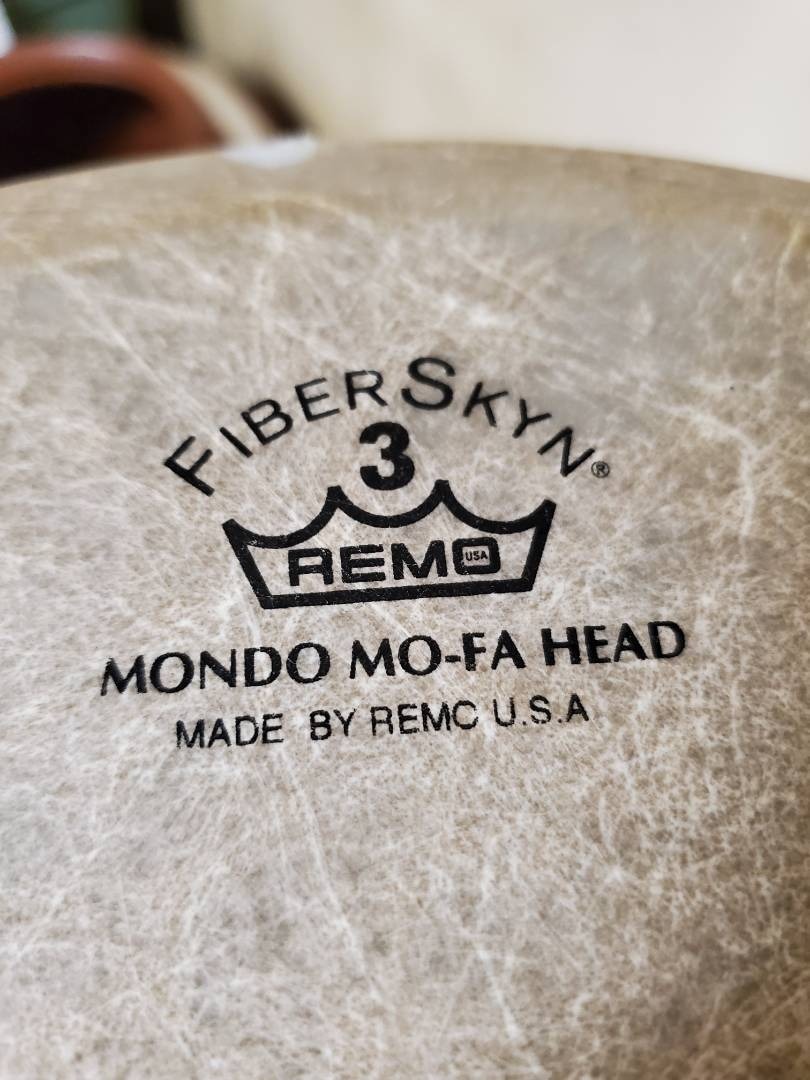 FIBERSKYN®
3
REMO USA
MONDO MO-FA HEAD
MADE BY REMC U.S.A